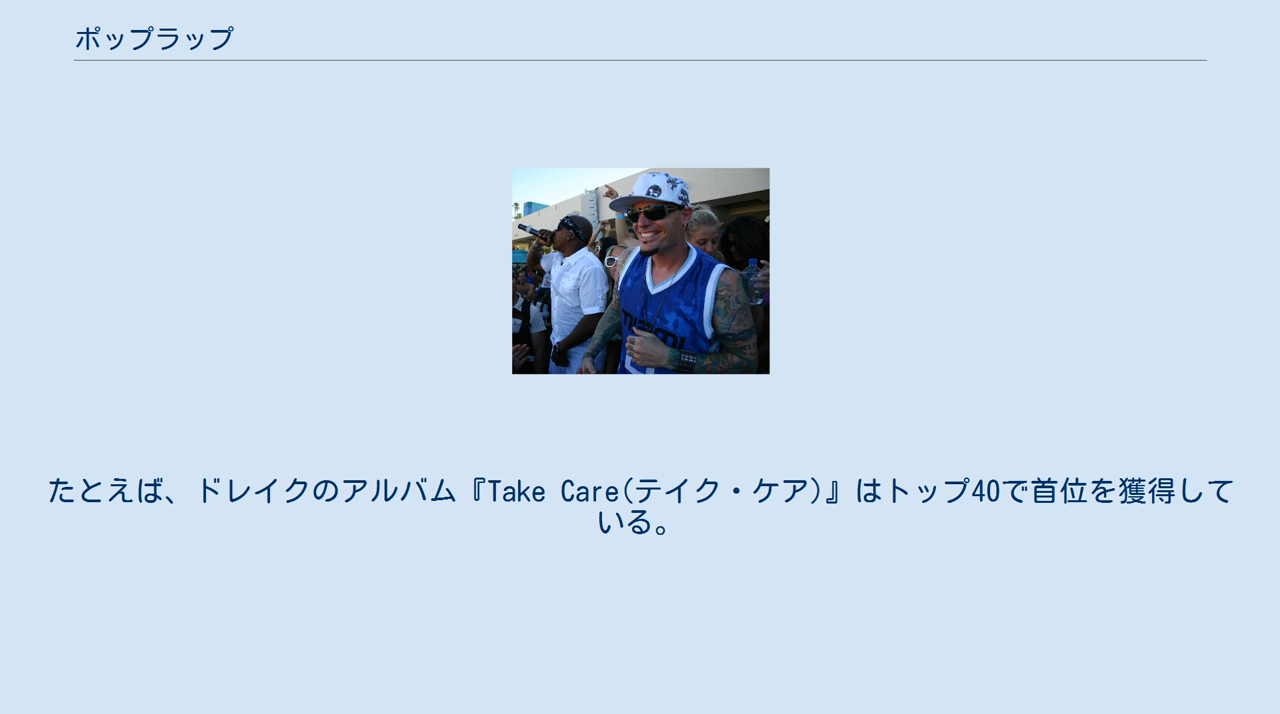 ポップラップ
たとえば、ドレイクのアルバム『Take Care(テイク・ケア)』はトップ40で首位を獲得して
いる。